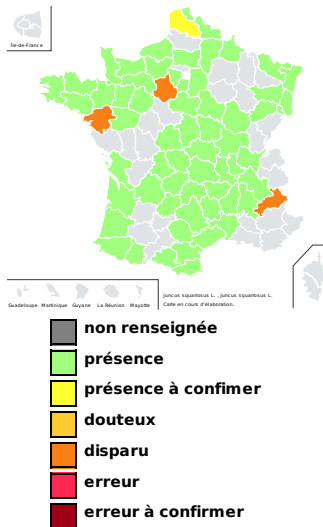 Île-de-France
Guadeloupe Martinique Guyane La Réunion Mayotte
Juncus squarrosus L. , Juncus squarrosus L.
Carte en cours d'élaboration.
non renseignée
présence
présence à confimer
douteux
disparu
erreur
erreur à confirmer